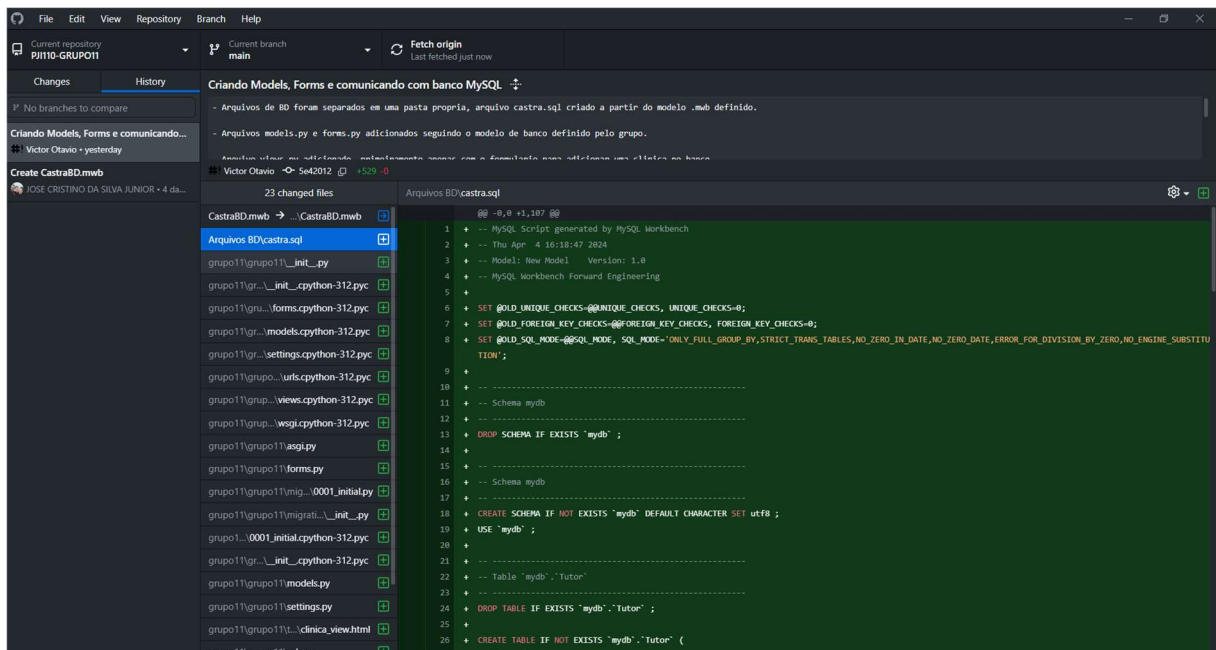 File Edit View Repository Branch Help
Current repository
PJI110-GRUPO11
Current branch
main
Fetch origin
Last fetched just now
Changes History
No branches to compare
Criando Models, Forms e comunicando...
Victor Otavio • yesterday
Create CastraBD.mwb
JOSE CRISTINO DA SILVA JUNIOR • 4 da...
Criando Models, Forms e comunicando com banco MySQL
- Arquivos de BD foram separados em uma pasta propria, arquivo castra.sql criado a partir do modelo .mwb definido.
- Arquivos models.py e forms.py adicionados seguindo o modelo de banco definido pelo grupo.
Arquivo views.py adicionado, primeiramente apenas com o formulario para adicionar uma clinica no banco
Victor Otavio 5e42012 +529 -0
23 changed files
CastraBD.mwb → ...\CastraBD.mwb
Arquivos BD\castra.sql
grupo11\grupo11\__init__.py
grupo11\gr...\__init__.cpython-312.pyc
grupo11\gru...\forms.cpython-312.pyc
grupo11\gr...\models.cpython-312.pyc
grupo11\gr...\settings.cpython-312.pyc
grupo11\grupo...\urls.cpython-312.pyc
grupo11\grup...\views.cpython-312.pyc
grupo11\grup...\wsgi.cpython-312.pyc
grupo11\grupo11\asgi.py
grupo11\grupo11\forms.py
grupo11\grupo11\mig...\0001_initial.py
grupo11\grupo11\migrati...\__init__.py
grupo1...\0001_initial.cpython-312.pyc
grupo11\gr...\__init__.cpython-312.pyc
grupo11\grupo11\models.py
grupo11\grupo11\settings.py
grupo11\grupo11\t...\clinica_view.html
Arquivos BD\castra.sql
@@ -0,0 +1,107 @@
1 + -- MySQL Script generated by MySQL Workbench
2 + -- Thu Apr  4 16:18:47 2024
3 + -- Model: New Model    Version: 1.0
4 + -- MySQL Workbench Forward Engineering
5 +
6 + SET @OLD_UNIQUE_CHECKS=@@UNIQUE_CHECKS, UNIQUE_CHECKS=0;
7 + SET @OLD_FOREIGN_KEY_CHECKS=@@FOREIGN_KEY_CHECKS, FOREIGN_KEY_CHECKS=0;
8 + SET @OLD_SQL_MODE=@@SQL_MODE, SQL_MODE='ONLY_FULL_GROUP_BY,STRICT_TRANS_TABLES,NO_ZERO_IN_DATE,NO_ZERO_DATE,ERROR_FOR_DIVISION_BY_ZERO,NO_ENGINE_SUBSTITU
TION';
9 +
10 + -- -----------------------------------------------------
11 + -- Schema mydb
12 + -- -----------------------------------------------------
13 + DROP SCHEMA IF EXISTS `mydb` ;
14 +
15 + -- -----------------------------------------------------
16 + -- Schema mydb
17 + -- -----------------------------------------------------
18 + CREATE SCHEMA IF NOT EXISTS `mydb` DEFAULT CHARACTER SET utf8 ;
19 + USE `mydb` ;
20 +
21 + -- -----------------------------------------------------
22 + -- Table `mydb`.`Tutor`
23 + -- -----------------------------------------------------
24 + DROP TABLE IF EXISTS `mydb`.`Tutor` ;
25 +
26 + CREATE TABLE IF NOT EXISTS `mydb`.`Tutor` (